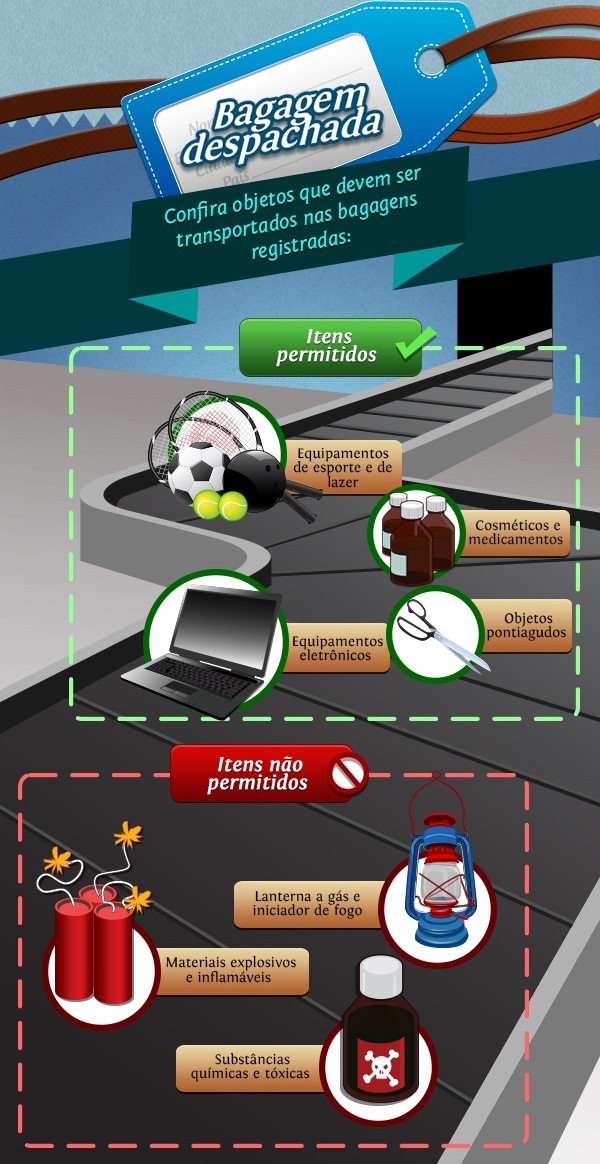 Bagagem
despachada
País
Confira objetos que devem ser
transportados nas bagagens
registradas:
Itens
permitidos
Equipamentos
de esporte e de
lazer
Cosméticos e
medicamentos
Equipamentos
eletrônicos
Objetos
pontiagudos
Itens não
permitidos
Lanterna a gás e
iniciador de fogo
Materiais explosivos
e inflamáveis
Substâncias
químicas e tóxicas